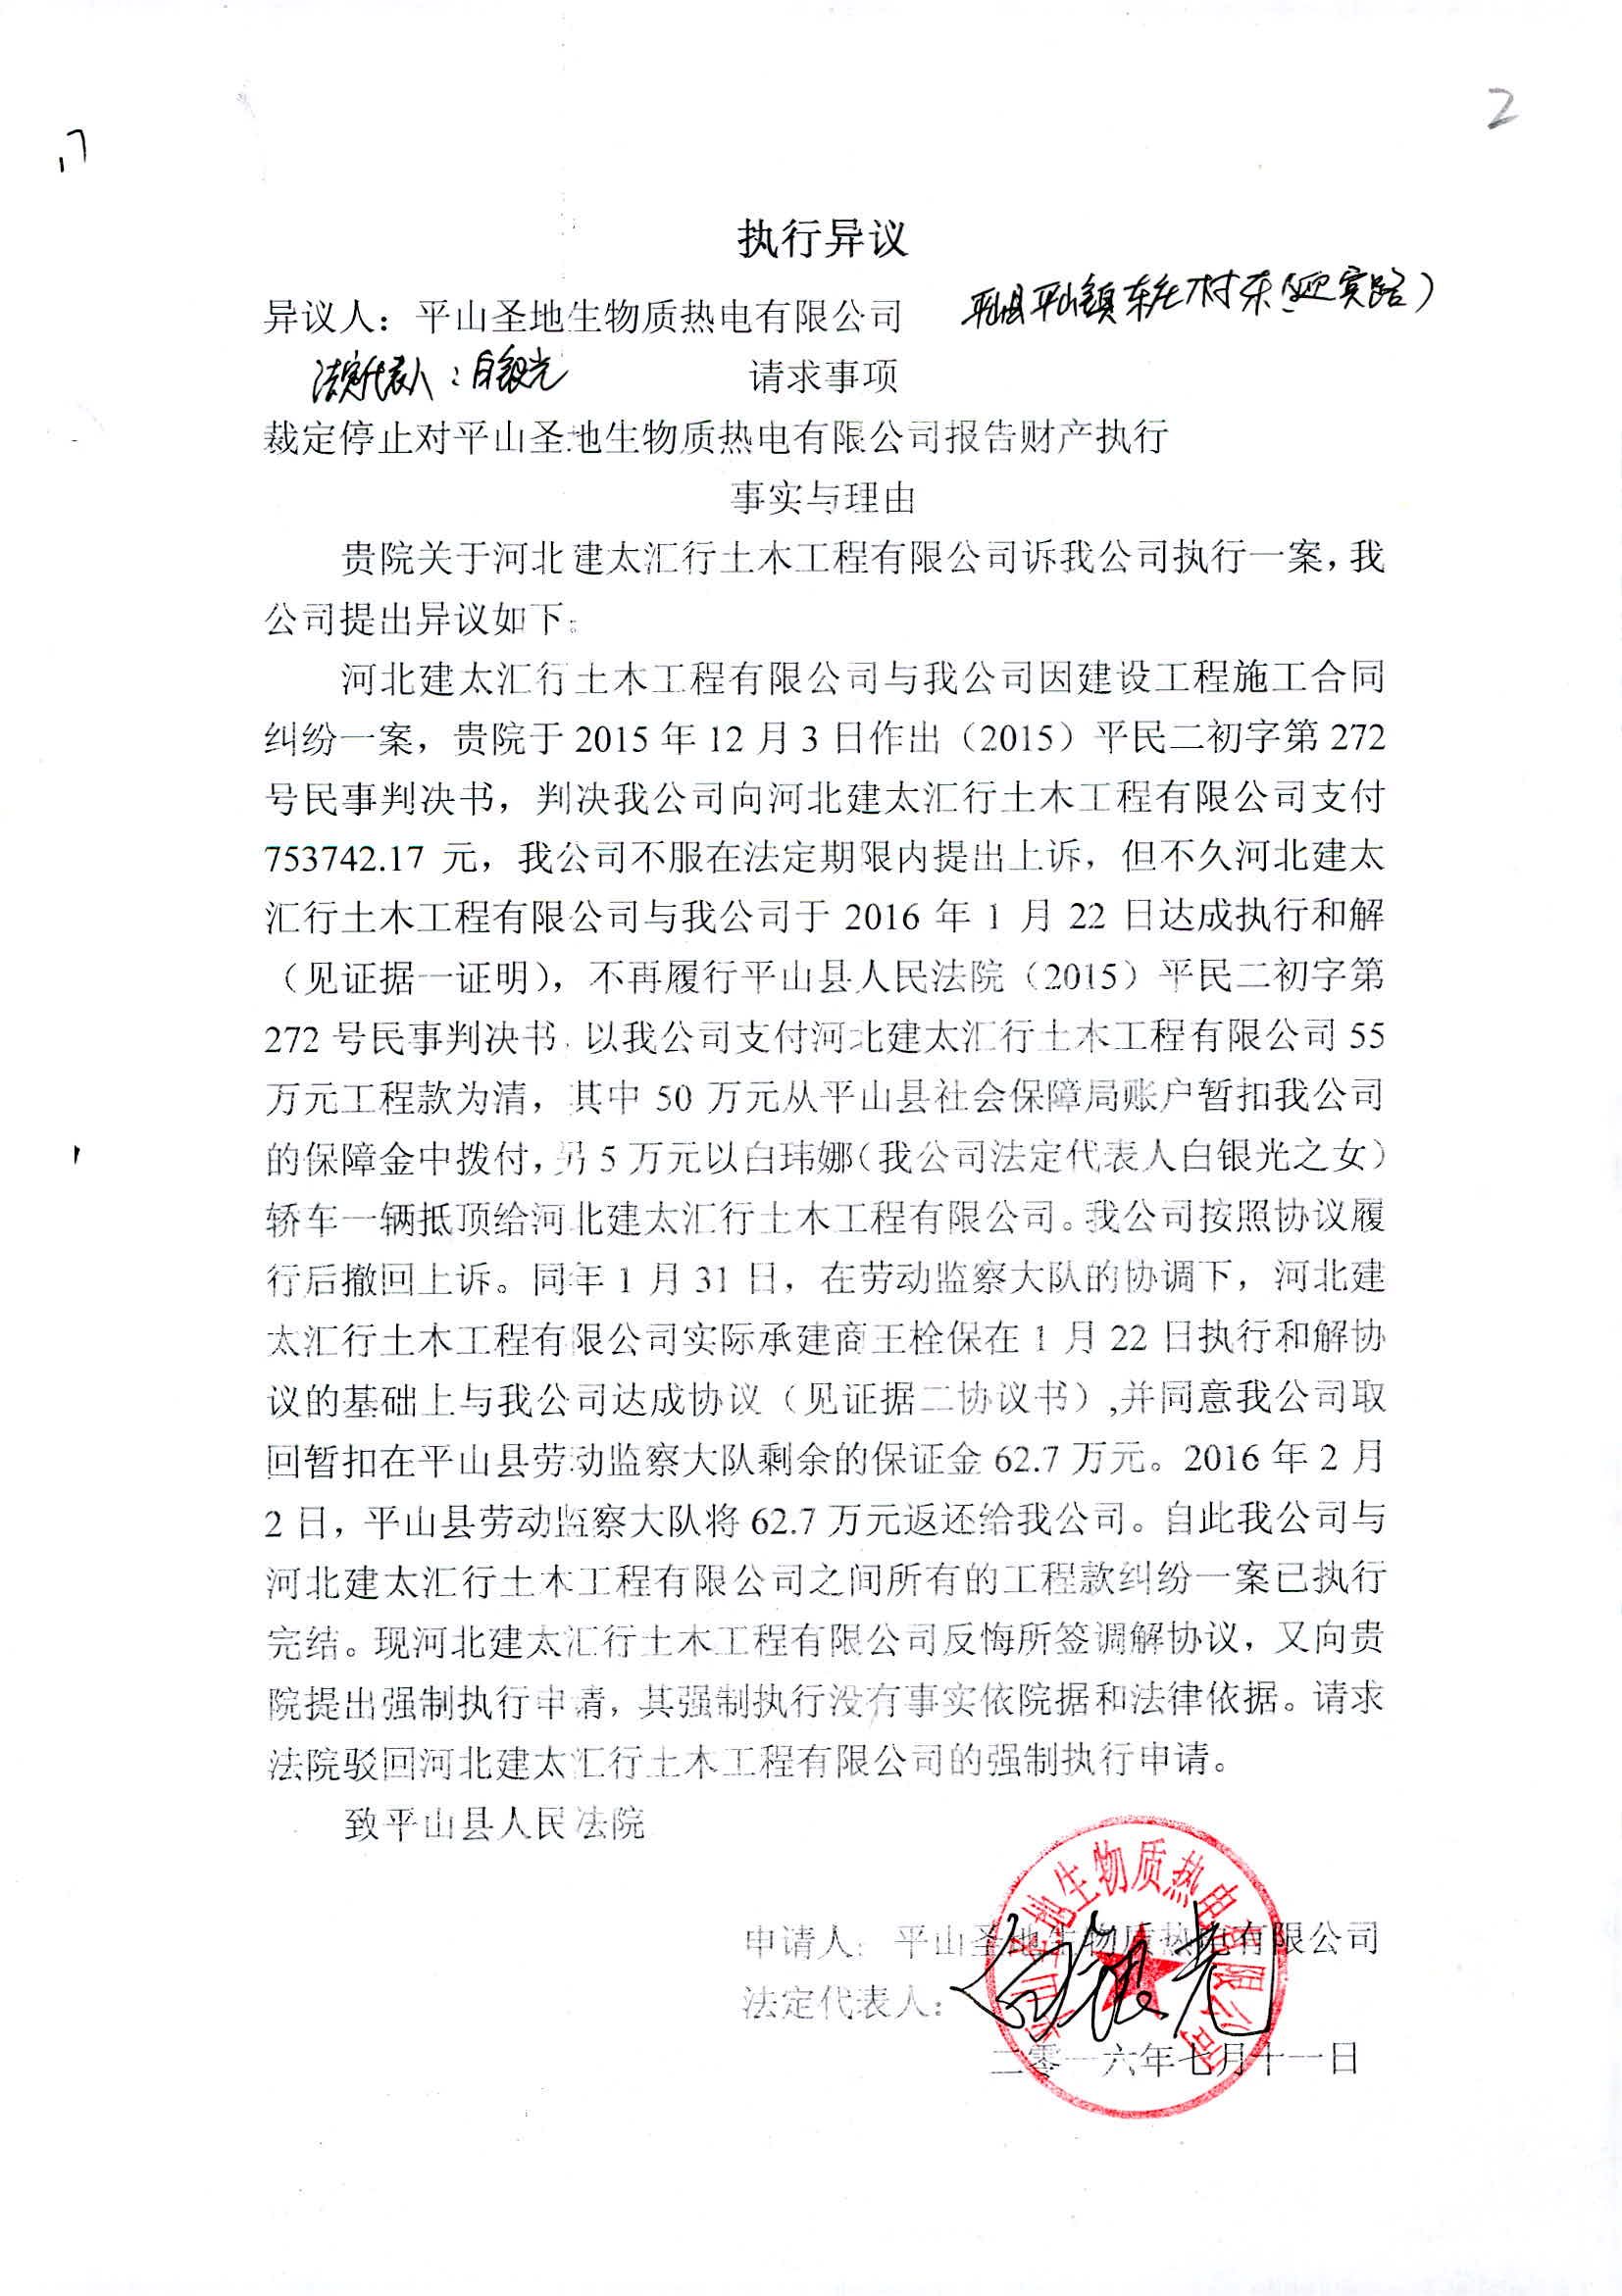 2
执行异议
异议人：平山圣地生物质热电有限公司 平山县平山镇东庄村东（迎宾路）
法定代表人：白银光 请求事项
裁定停止对平山圣地生物质热电有限公司报告财产执行
事实与理由
贵院关于河北建太汇行土木工程有限公司诉我公司执行一案，我
公司提出异议如下：
河北建太汇行土木工程有限公司与我公司因建设工程施工合同
纠纷一案，贵院于 2015 年 12 月 3 日作出（2015）平民二初字第 272
号民事判决书，判决我公司向河北建太汇行土木工程有限公司支付
753742.17 元，我公司不服在法定期限内提出上诉，但不久河北建太
汇行土木工程有限公司与我公司于 2016 年 1 月 22 日达成执行和解
（见证据一证明），不再履行平山县人民法院（2015）平民二初字第
272 号民事判决书，以我公司支付河北建太汇行土木工程有限公司 55
万元工程款为清，其中 50 万元从平山县社会保障局账户暂扣我公司
的保障金中拨付，另 5 万元以白玮娜（我公司法定代表人白银光之女）
轿车一辆抵顶给河北建太汇行土木工程有限公司。我公司按照协议履
行后撤回上诉。同年 1 月 31 日，在劳动监察大队的协调下，河北建
太汇行土木工程有限公司实际承建商王栓保在 1 月 22 日执行和解协
议的基础上与我公司达成协议（见证据二协议书）,并同意我公司取
回暂扣在平山县劳动监察大队剩余的保证金 62.7 万元。2016 年 2 月
2 日，平山县劳动监察大队将 62.7 万元返还给我公司。自此我公司与
河北建太汇行土木工程有限公司之间所有的工程款纠纷一案已执行
完结。现河北建太汇行土木工程有限公司反悔所签调解协议，又向贵
院提出强制执行申请，其强制执行没有事实依院据和法律依据。请求
法院驳回河北建太汇行土木工程有限公司的强制执行申请。
致平山县人民法院
申请人：平山圣地生物质热电有限公司
法定代表人：白银光
二零一六年七月十一日
平山圣地生物质热电有限公司